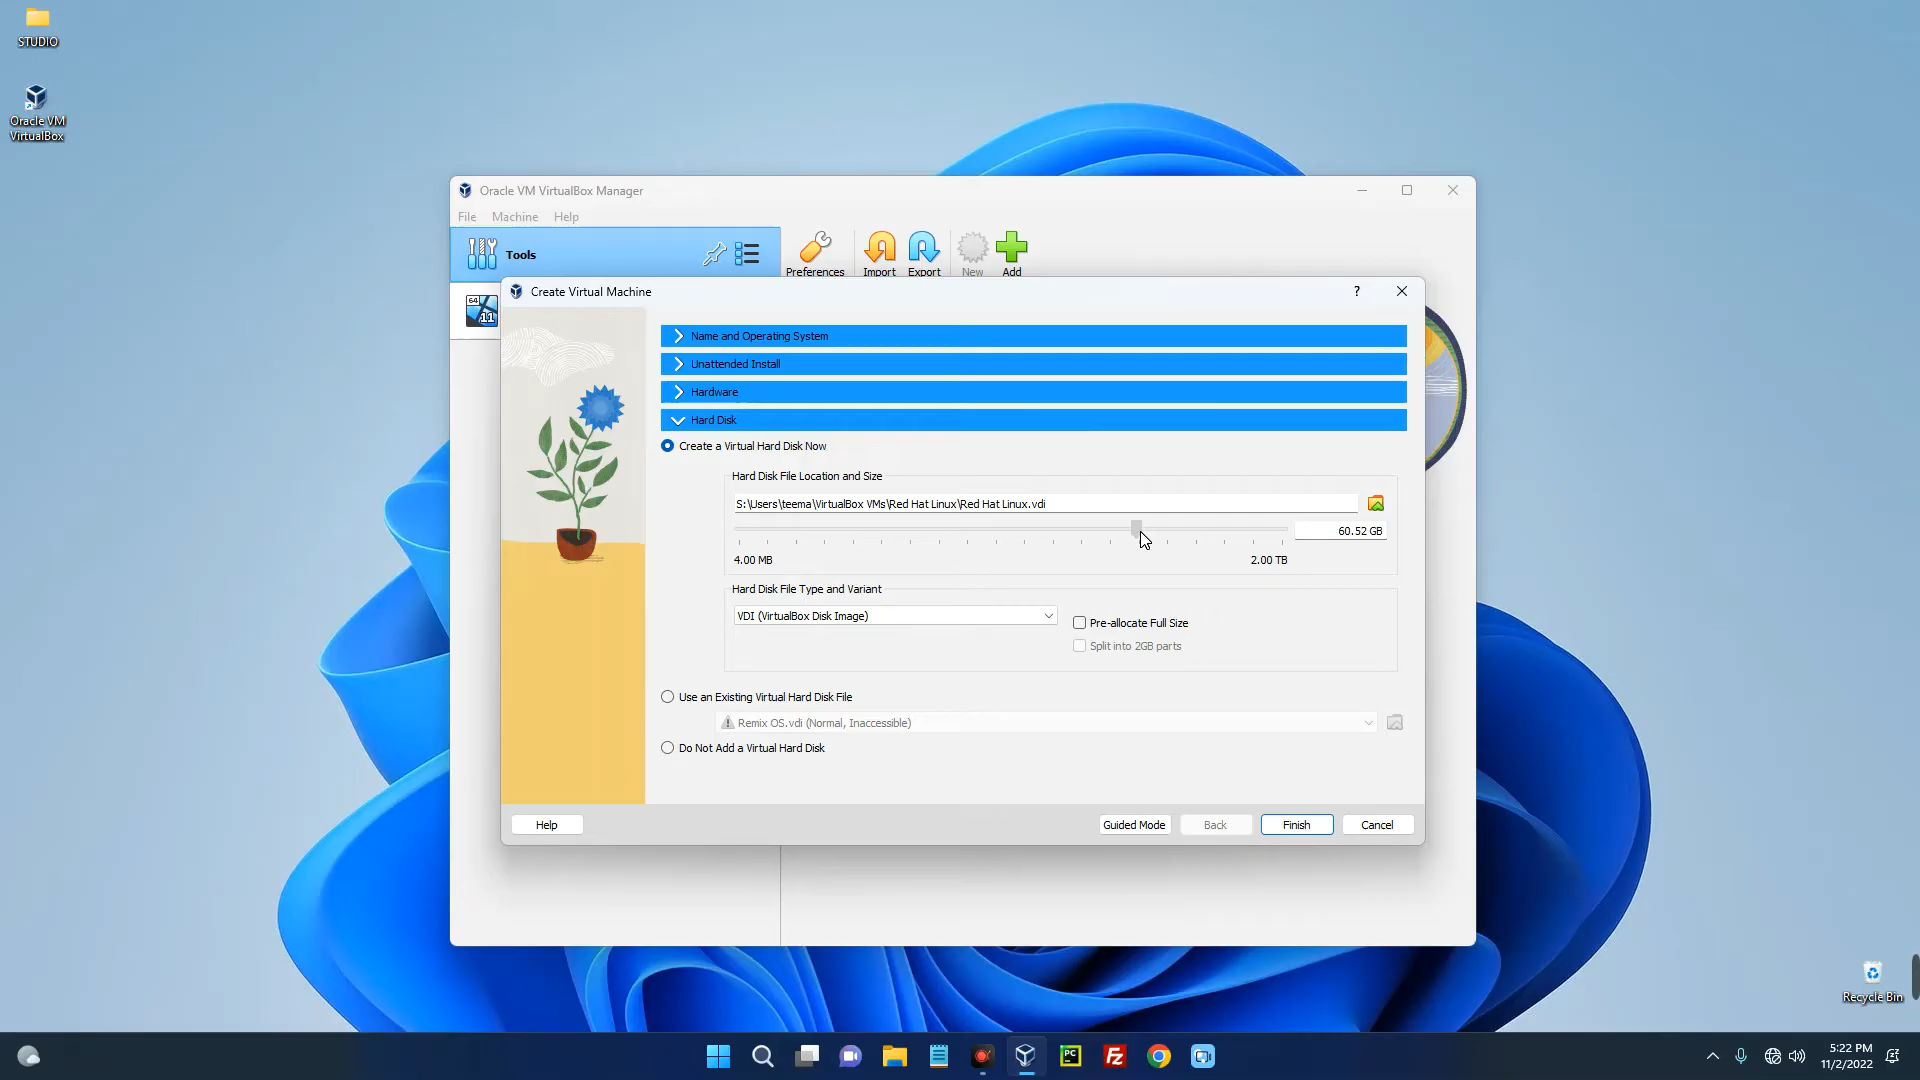 STUDIO
Oracle VM
VirtualBox
Oracle VM VirtualBox Manager
File Machine Help
Tools
Preferences Import Export New Add
64
11
Create Virtual Machine
?
Name and Operating System
Unattended Install
Hardware
Hard Disk
Create a Virtual Hard Disk Now
Hard Disk File Location and Size
S:\Users\teema\VirtualBox VMs\Red Hat Linux\Red Hat Linux.vdi
60.52 GB
4.00 MB 2.00 TB
Hard Disk File Type and Variant
VDI (VirtualBox Disk Image)
Pre-allocate Full Size
Split into 2GB parts
Use an Existing Virtual Hard Disk File
Remix OS.vdi (Normal, Inaccessible)
Do Not Add a Virtual Hard Disk
Help Guided Mode Back Finish Cancel
Recycle Bin
PC
FZ
5:22 PM
11/2/2022